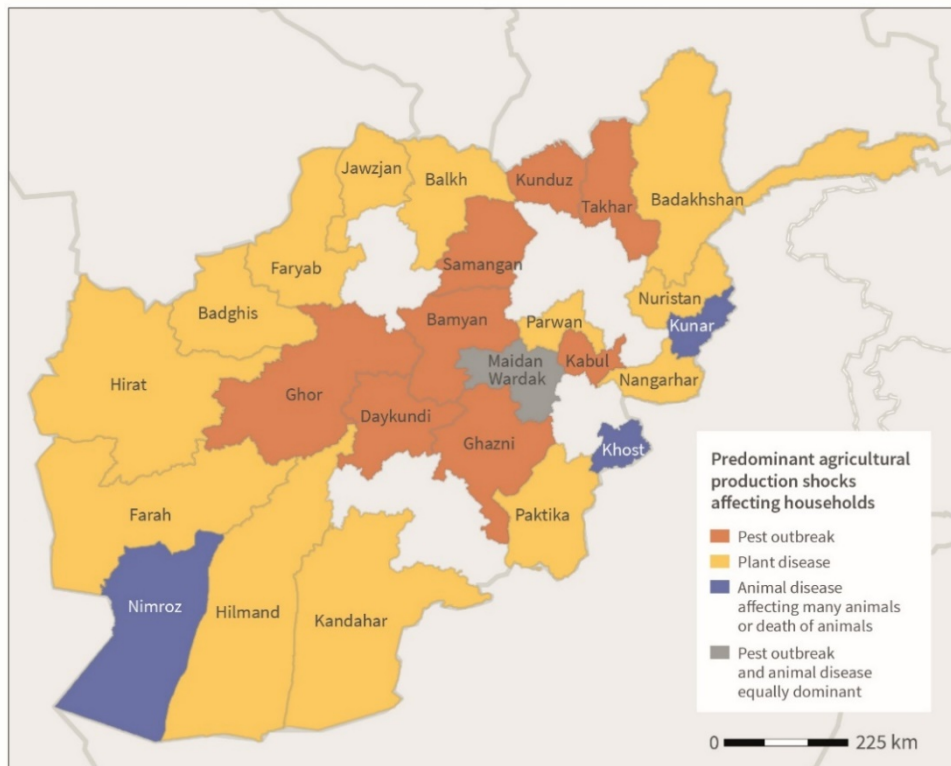 Jawzjan
Balkh
Kunduz
Takhar
Badakhshan
Faryab
Samangan
Badghis
Nuristan
Bamyan
Parwan
Kunar
Hirat
Maidan
Wardak
Kabul
Nangarhar
Ghor
Daykundi
Ghazni
Khost
Farah
Paktika
Nimroz
Hilmand
Kandahar
Predominant agricultural
production shocks
affecting households
Pest outbreak
Plant disease
Animal disease
affecting many animals
or death of animals
Pest outbreak
and animal disease
equally dominant
0 225 km